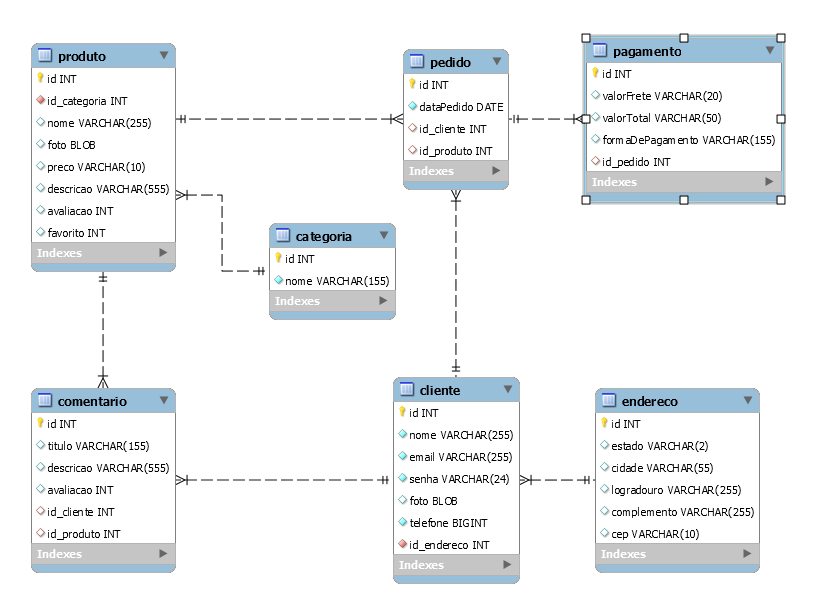 produto
id INT
id_categoria INT
nome VARCHAR(255)
foto BLOB
preco VARCHAR(10)
descricao VARCHAR(555)
avaliacao INT
favorito INT
Indexes
pedido
id INT
dataPedido DATE
id_cliente INT
id_produto INT
Indexes
pagamento
id INT
valorFrete VARCHAR(20)
valorTotal VARCHAR(50)
formaDePagamento VARCHAR(155)
id_pedido INT
Indexes
categoria
id INT
nome VARCHAR(155)
Indexes
comentario
id INT
titulo VARCHAR(155)
descricao VARCHAR(555)
avaliacao INT
id_cliente INT
id_produto INT
Indexes
cliente
id INT
nome VARCHAR(255)
email VARCHAR(255)
senha VARCHAR(24)
foto BLOB
telefone BIGINT
id_endereco INT
Indexes
endereco
id INT
estado VARCHAR(2)
cidade VARCHAR(55)
logradouro VARCHAR(255)
complemento VARCHAR(255)
cep VARCHAR(10)
Indexes